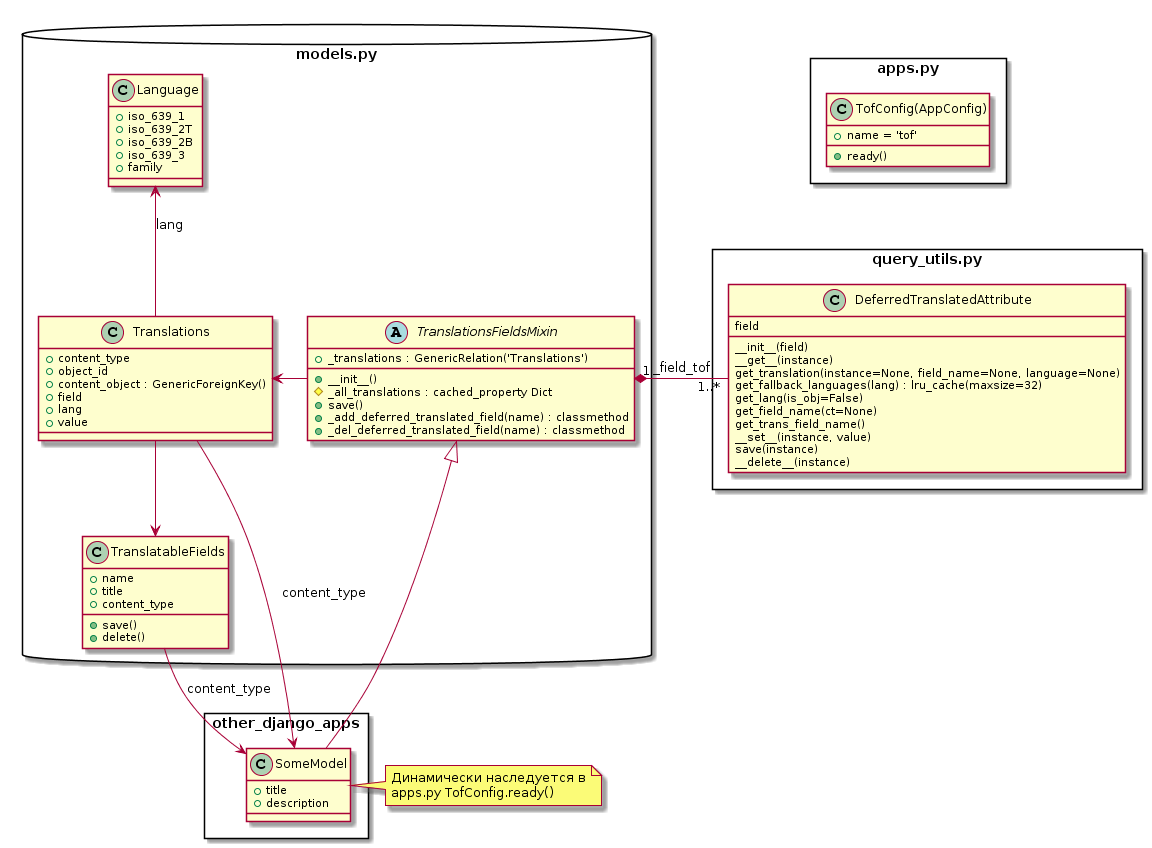 models.py
Language
iso_639_1
iso_639_2T
iso_639_2B
iso_639_3
family
lang
Translations
content_type
object_id
content_object : GenericForeignKey()
field
lang
value
TranslationsFieldsMixin
_translations : GenericRelation('Translations')
__init__()
_all_translations : cached_property Dict
save()
_add_deferred_translated_field(name) : classmethod
_del_deferred_translated_field(name) : classmethod
TranslatableFields
name
title
content_type
save()
delete()
content_type
content_type
apps.py
TofConfig(AppConfig)
name = 'tof'
ready()
query_utils.py
DeferredTranslatedAttribute
field
__init__(field)
__get__(instance)
get_translation(instance=None, field_name=None, language=None)
get_fallback_languages(lang) : lru_cache(maxsize=32)
get_lang(is_obj=False)
get_field_name(ct=None)
get_trans_field_name()
__set__(instance, value)
save(instance)
__delete__(instance)
_field_tof
1
1..*
other_django_apps
SomeModel
title
description
Динамически наследуется в
apps.py TofConfig.ready()